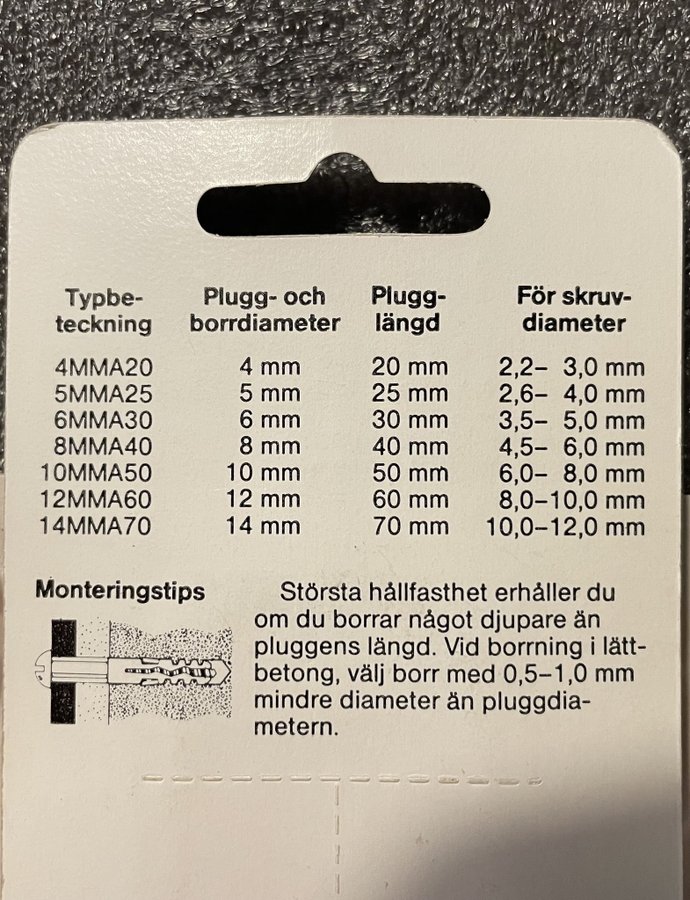 Typbe- Plugg- och Plugg- För skruv-
teckning borrdiameter längd diameter
4MMA20 4 mm 20 mm 2,2– 3,0 mm
5MMA25 5 mm 25 mm 2,6– 4,0 mm
6MMA30 6 mm 30 mm 3,5– 5,0 mm
8MMA40 8 mm 40 mm 4,5– 6,0 mm
10MMA50 10 mm 50 mm 6,0– 8,0 mm
12MMA60 12 mm 60 mm 8,0–10,0 mm
14MMA70 14 mm 70 mm 10,0–12,0 mm
Monteringstips
Största hållfasthet erhåller du
om du borrar något djupare än
pluggens längd. Vid borrning i lätt-
betong, välj borr med 0,5–1,0 mm
mindre diameter än pluggdia-
metern.